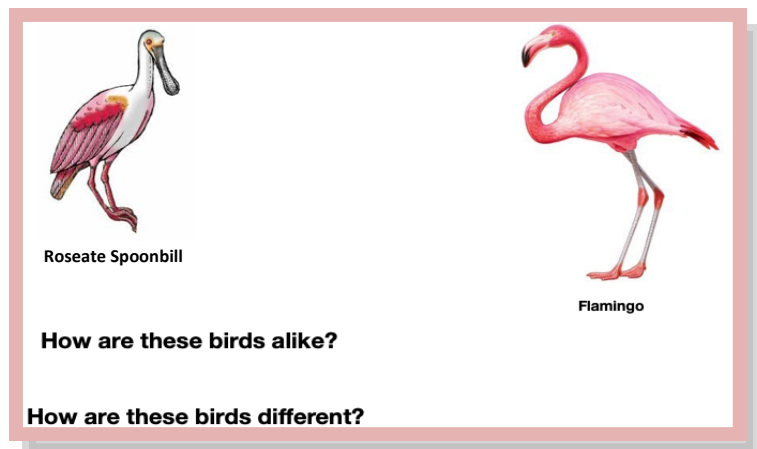 Roseate Spoonbill
Flamingo
How are these birds alike?
How are these birds different?